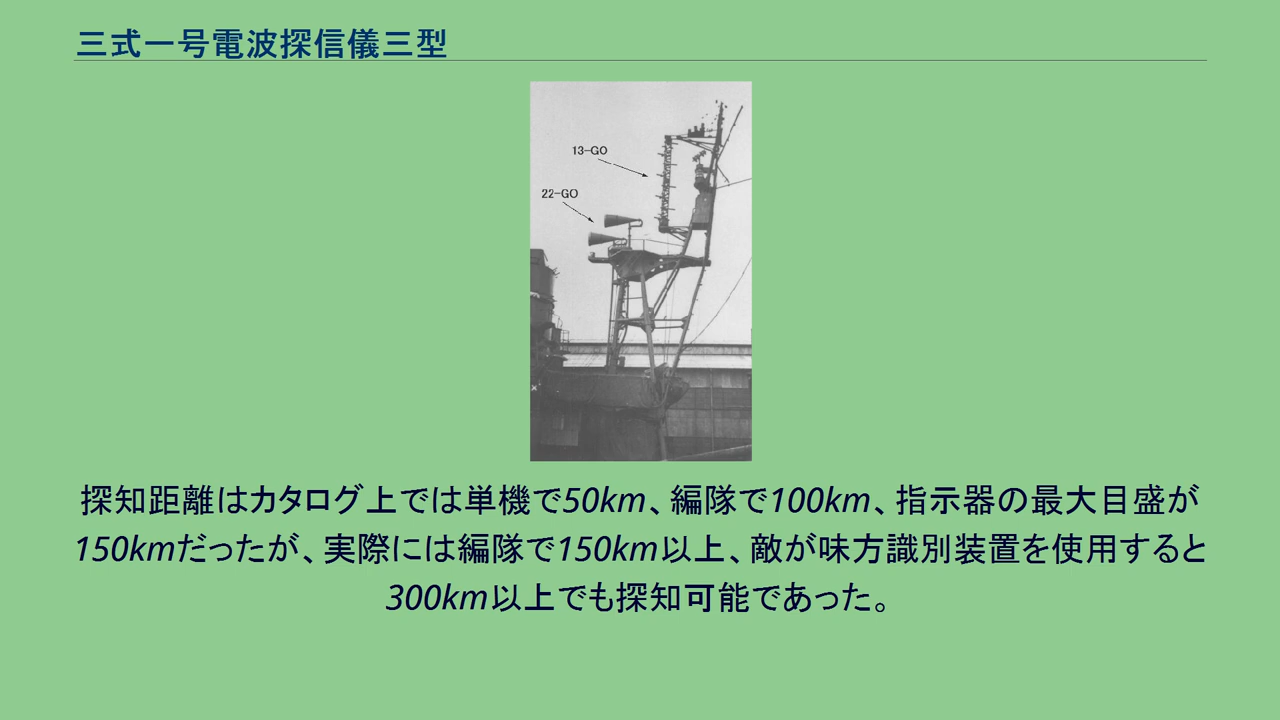 三式一号電波探信儀三型
13-GO
22-GO
探知距離はカタログ上では単機で50km、編隊で100km、指示器の最大目盛が
150kmだったが、実際には編隊で150km以上、敵が味方識別装置を使用すると
300km以上でも探知可能であった。